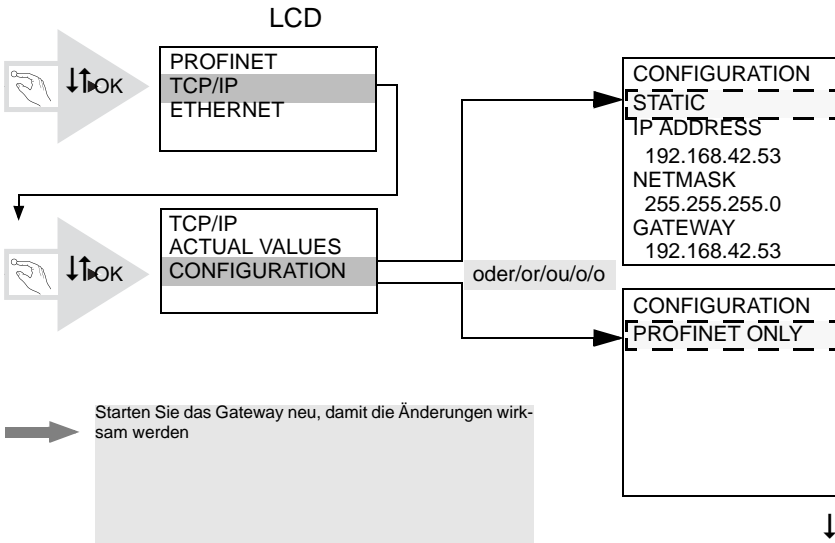 LCD
OK
PROFINET
TCP/IP
ETHERNET
OK
TCP/IP
ACTUAL VALUES
CONFIGURATION
CONFIGURATION
STATIC
IP ADDRESS
192.168.42.53
NETMASK
255.255.255.0
GATEWAY
192.168.42.53
oder/or/ou/o/o
CONFIGURATION
PROFINET ONLY
Starten Sie das Gateway neu, damit die Änderungen wirk-
sam werden